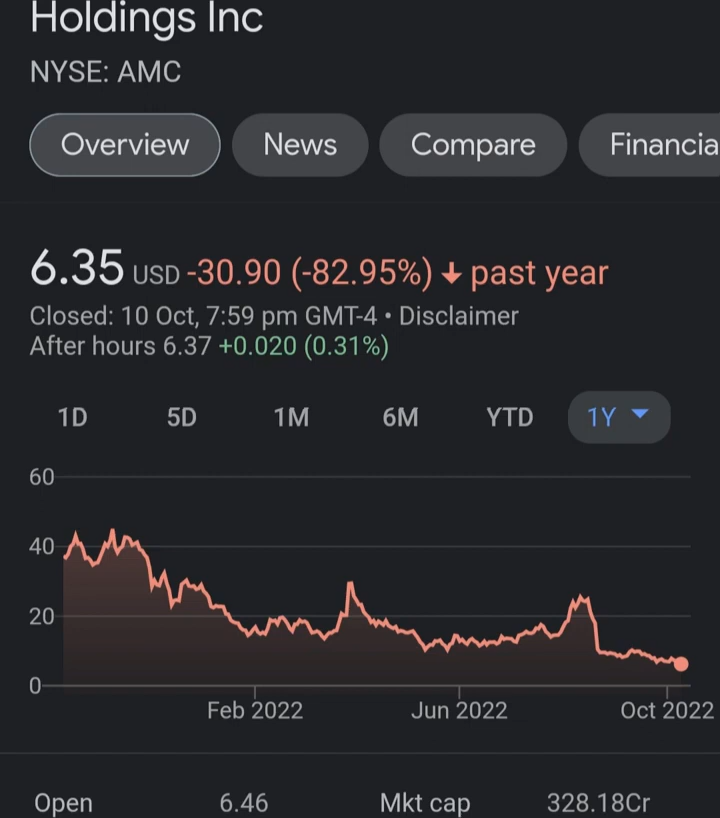 Holdings Inc
NYSE: AMC
Overview News Compare Financia
6.35 USD -30.90 (-82.95%) ↓ past year
Closed: 10 Oct, 7:59 pm GMT-4 • Disclaimer
After hours 6.37 +0.020 (0.31%)
1D 5D 1M 6M YTD 1Y
60
40
20
0
Feb 2022 Jun 2022 Oct 2022
Open 6.46 Mkt cap 328.18Cr